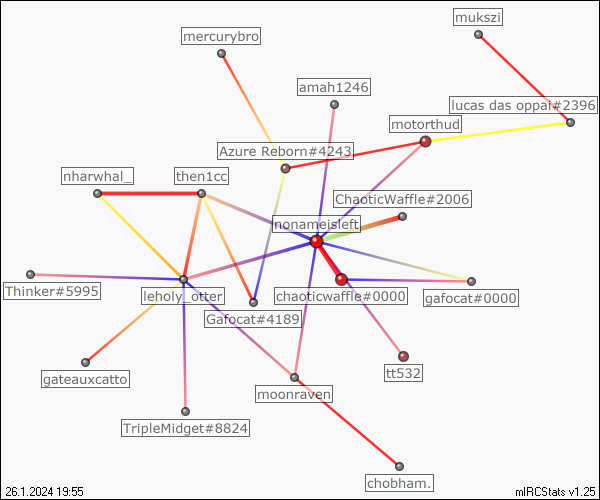 mukszi
mercurybro
amah1246
lucas das oppai#2396
motorthud
Azure Reborn#4243
nharwhal_
then1cc
ChaoticWaffle#2006
nonameisleft
Thinker#5995
leholy_otter
chaoticwaffle#0000
gafocat#0000
Gafocat#4189
tt532
gateauxcatto
moonraven
TripleMidget#8824
chobham.
26.1.2024 19:55
mIRCStats v1.25